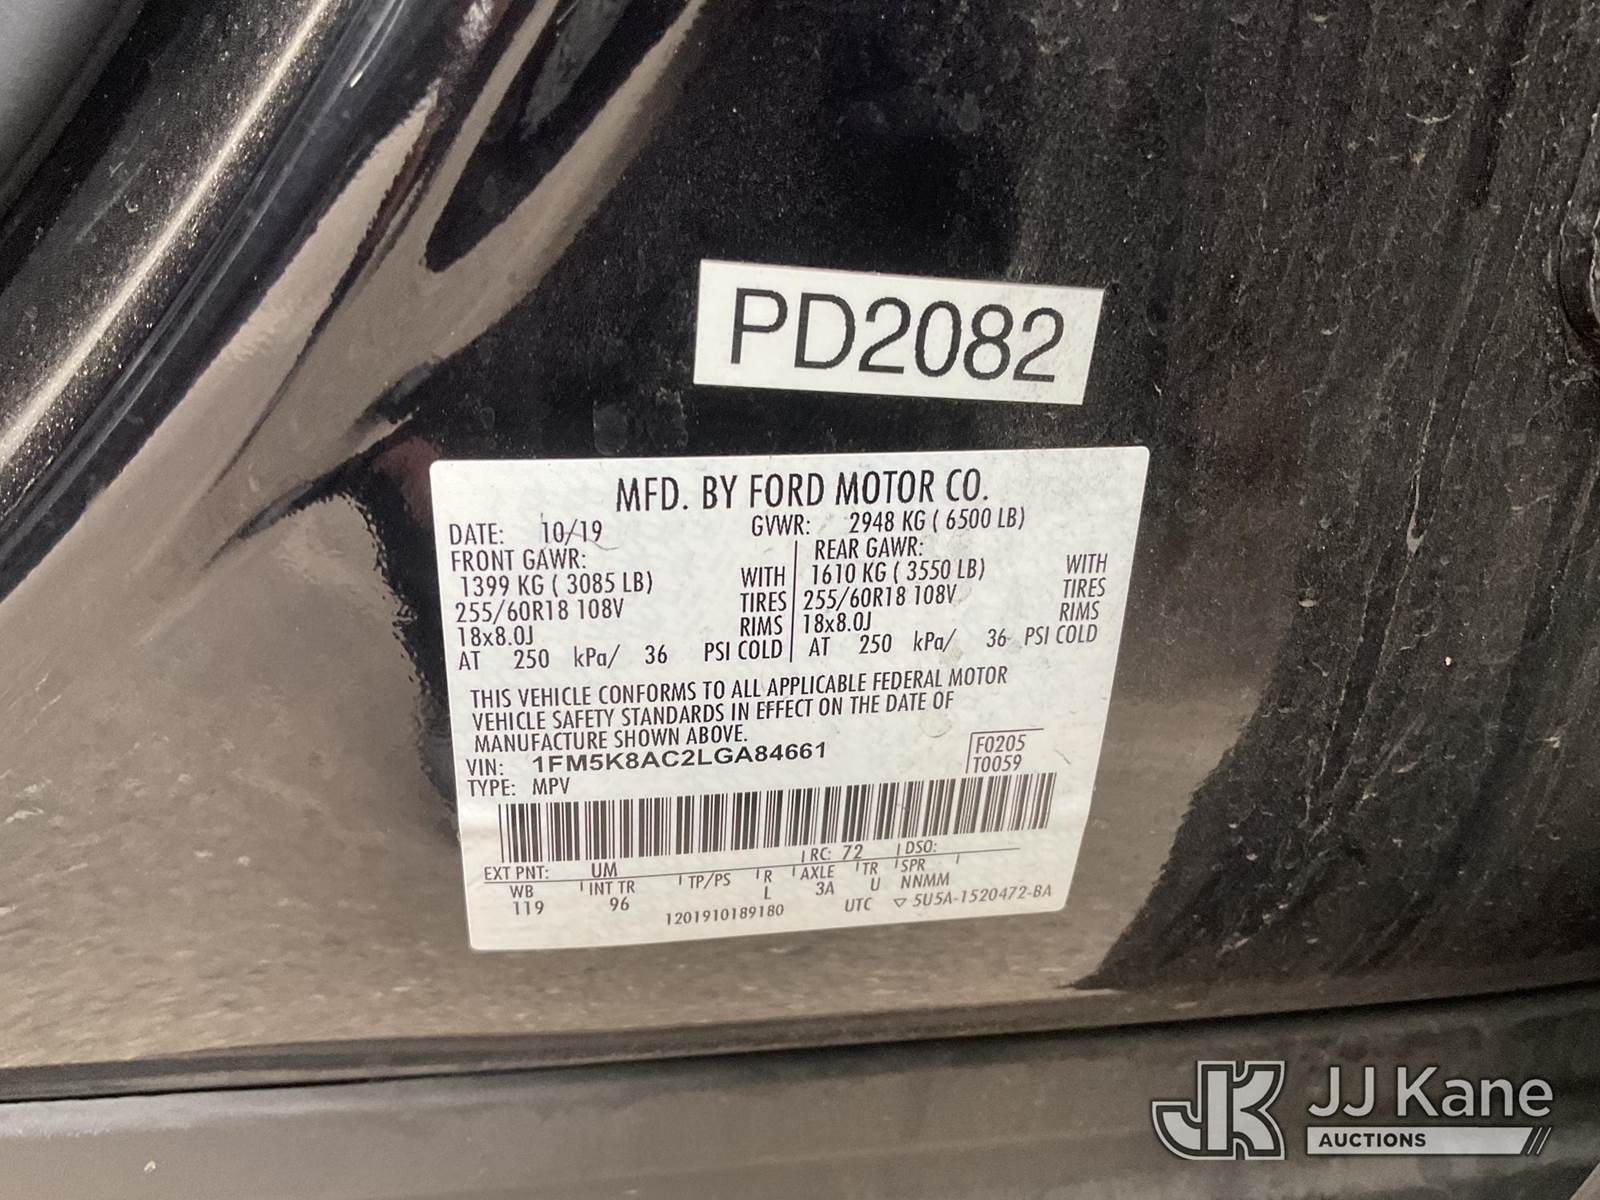 PD2082
MFD. BY FORD MOTOR CO.
DATE: 10/19 GVWR: 2948 KG ( 6500 LB)
FRONT GAWR: REAR GAWR:
1399 KG ( 3085 LB) WITH 1610 KG ( 3550 LB) WITH
255/60R18 108V TIRES 255/60R18 108V TIRES
18x8.0J RIMS 18x8.0J RIMS
AT 250 kPa/ 36 PSI COLD AT 250 kPa/ 36 PSI COLD
THIS VEHICLE CONFORMS TO ALL APPLICABLE FEDERAL MOTOR
VEHICLE SAFETY STANDARDS IN EFFECT ON THE DATE OF
MANUFACTURE SHOWN ABOVE.
VIN: 1FM5K8AC2LGA84661 F0205
TYPE: MPV T0059
EXT PNT: UM RC: 72 DSO:
WB INT TR TP/PS R AXLE TR SPR
119 96 L 3A U NNMM
1201910189180 UTC ▽ 5U5A-1520472-BA
JK JJ Kane
AUCTIONS